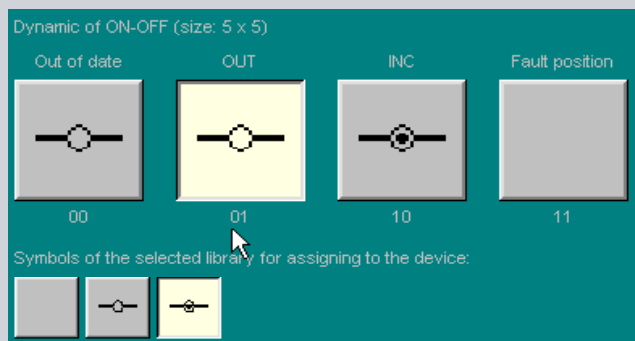 Dynamic of ON-OFF (size: 5 x 5)
Out of date OUT INC Fault position
00 01 10 11
Symbols of the selected library for assigning to the device: